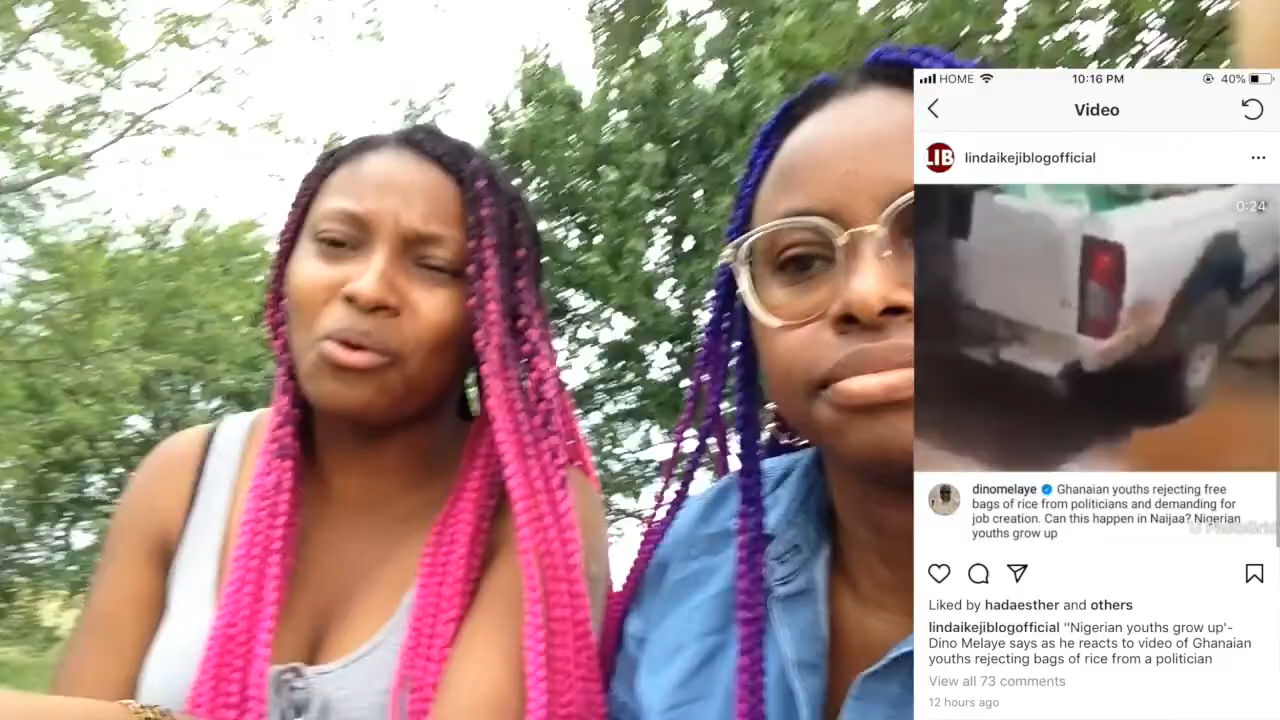 HOME
10:16 PM
40%
Video
LIB
lindaikejiblogofficial
0:24
dinomelaye Ghanaian youths rejecting free
bags of rice from politicians and demanding for
job creation. Can this happen in Naijaa? Nigerian
youths grow up
Liked by hadaesther and others
lindaikejiblogofficial "Nigerian youths grow up'-
Dino Melaye says as he reacts to video of Ghanaian
youths rejecting bags of rice from a politician
View all 73 comments
12 hours ago